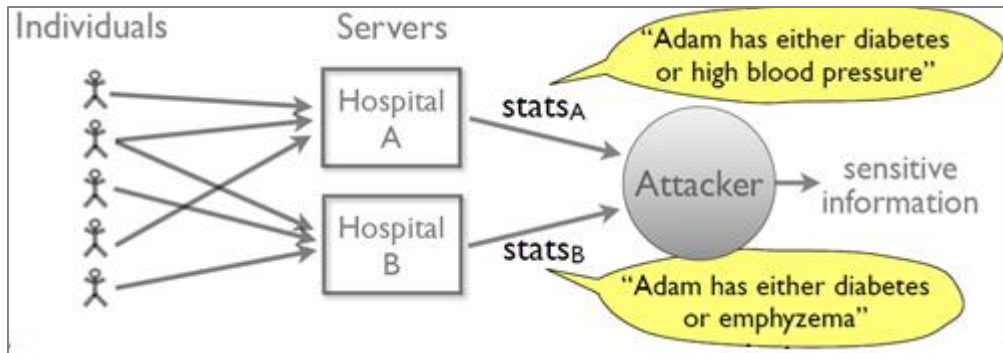 Individuals
Servers
"Adam has either diabetes
or high blood pressure"
Hospital
A
statsA
Attacker
sensitive
information
Hospital
B
statsB
"Adam has either diabetes
or emphyzema"